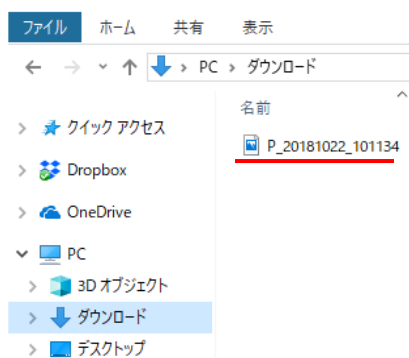 ファイル ホーム 共有 表示
PC ダウンロード
名前
クイック アクセス
P_20181022_101134
Dropbox
OneDrive
PC
3D オブジェクト
ダウンロード
デスクトップ